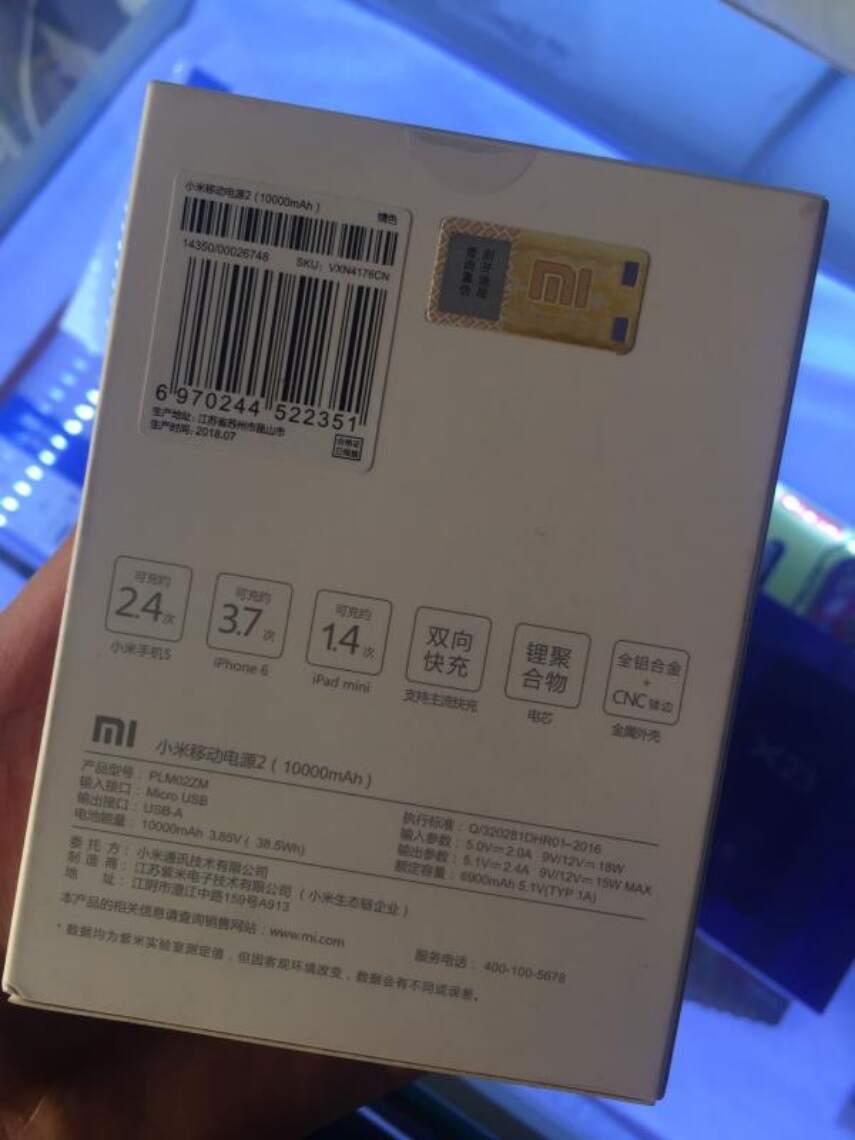 小米移动电源2（10000mAh）
14350/00026748
SKU: VXN4176CN
6 970244 522351
生产地址：江苏省苏州市昆山市
生产时间：2018.07
合格证
已检验
刮开涂层
查询真伪
MI
可充约
2.4次
小米手机5
可充约
3.7次
iPhone 6
可充约
1.4次
iPad mini
双向
快充
支持主流快充
锂聚
合物
电芯
全铝合金
+
CNC 镶边
金属外壳
MI
小米移动电源2（10000mAh）
产品型号：PLM02ZM
输入接口：Micro USB
输出接口：USB-A
电池能量：10000mAh 3.85V（38.5Wh）
执行标准：Q/320281DHR01-2016
输入参数：5.0V⎓2.0A 9V/12V⎓18W
输出参数：5.1V⎓2.4A 9V/12V⎓15W MAX
额定容量：6900mAh 5.1V(TYP 1A)
委托方：小米通讯技术有限公司
制造商：江苏紫米电子技术有限公司（小米生态链企业）
地址：江阴市澄江中路159号A913
本产品的相关信息请查询销售网站：www.mi.com
服务电话：400-100-5678
* 数据均为紫米实验室测定值，但因客观环境改变，数据会有不同或误差。